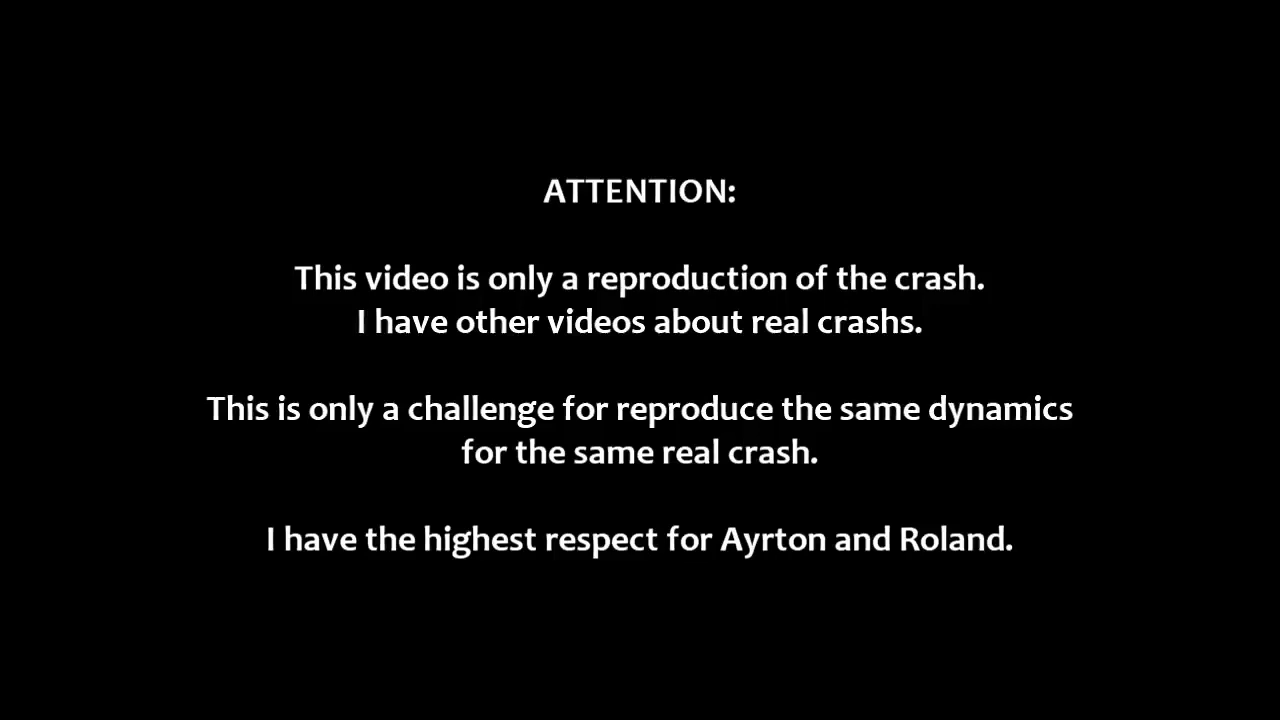 ATTENTION:
This video is only a reproduction of the crash.
I have other videos about real crashs.
This is only a challenge for reproduce the same dynamics
for the same real crash.
I have the highest respect for Ayrton and Roland.